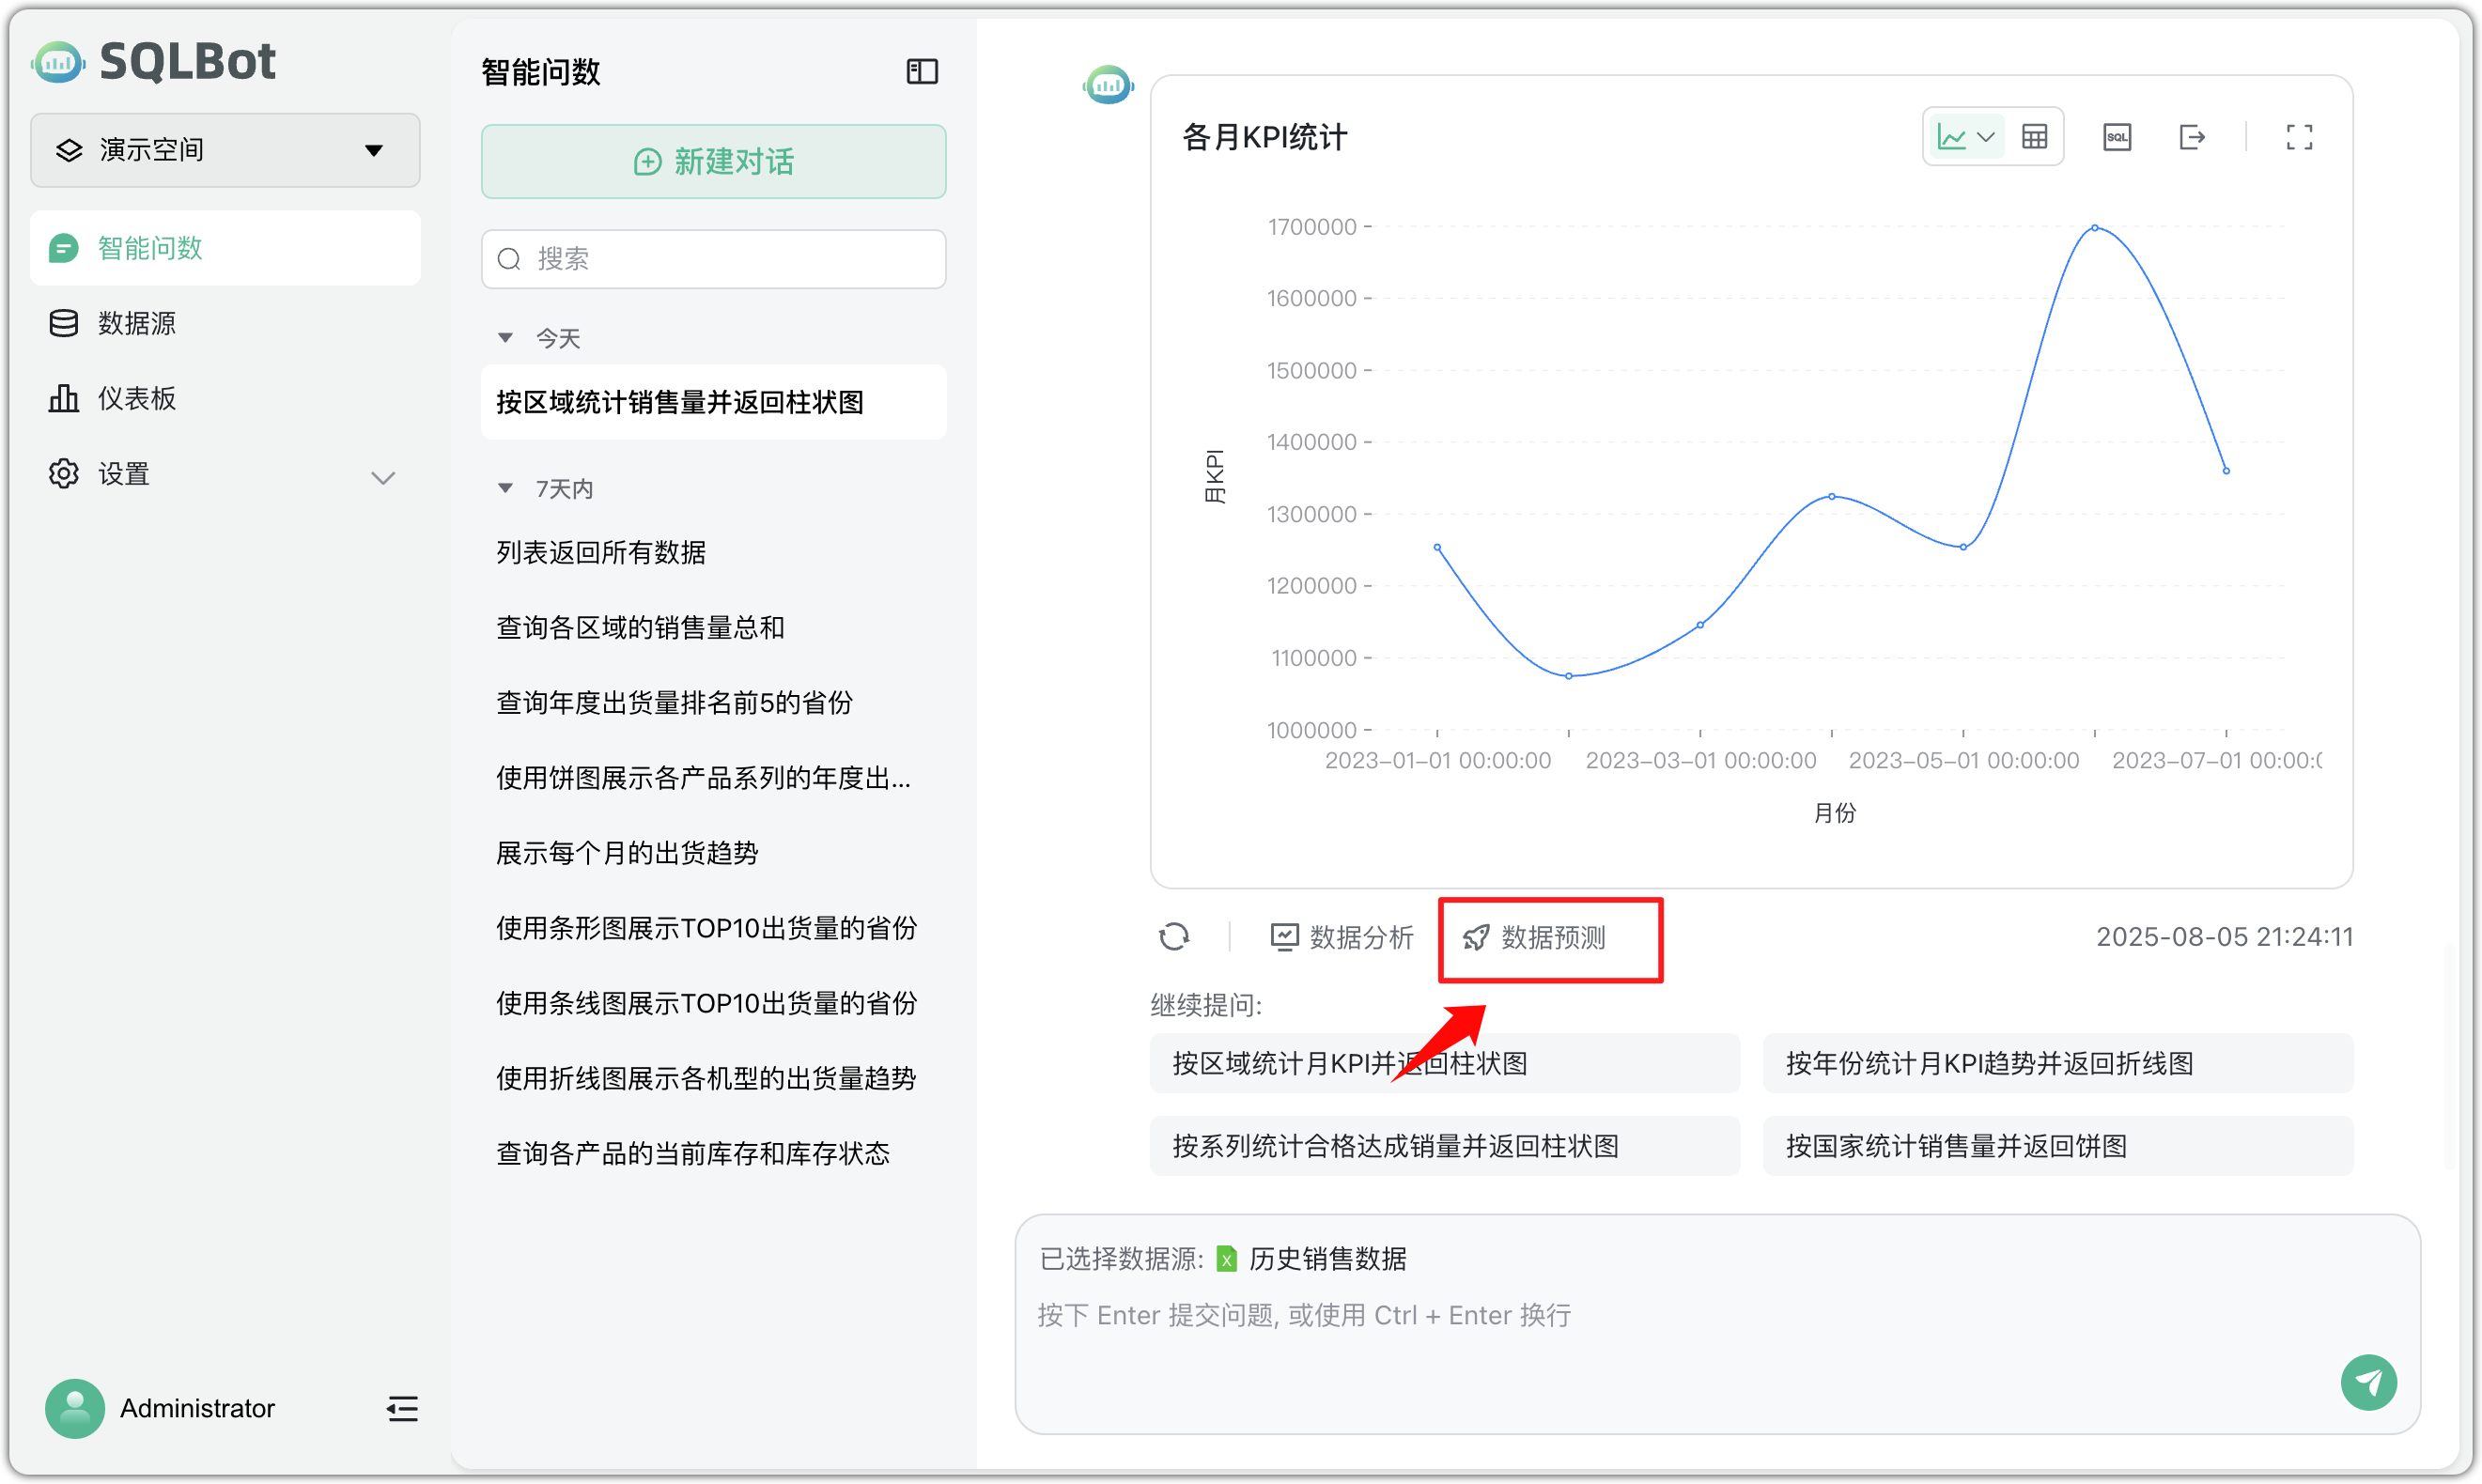 SQLBot
演示空间
智能问数
数据源
仪表板
设置
Administrator
智能问数
新建对话
搜索
今天
按区域统计销售量并返回柱状图
7天内
列表返回所有数据
查询各区域的销售量总和
查询年度出货量排名前5的省份
使用饼图展示各产品系列的年度出...
展示每个月的出货趋势
使用条形图展示TOP10出货量的省份
使用条线图展示TOP10出货量的省份
使用折线图展示各机型的出货量趋势
查询各产品的当前库存和库存状态
各月KPI统计
SQL
1700000
1600000
1500000
1400000
1300000
1200000
1100000
1000000
月KPI
2023-01-01 00:00:00 2023-03-01 00:00:00 2023-05-01 00:00:00 2023-07-01 00:00:0
月份
数据分析 数据预测 2025-08-05 21:24:11
继续提问:
按区域统计月KPI并返回柱状图 按年份统计月KPI趋势并返回折线图
按系列统计合格达成销量并返回柱状图 按国家统计销售量并返回饼图
已选择数据源: X 历史销售数据
按下 Enter 提交问题, 或使用 Ctrl + Enter 换行